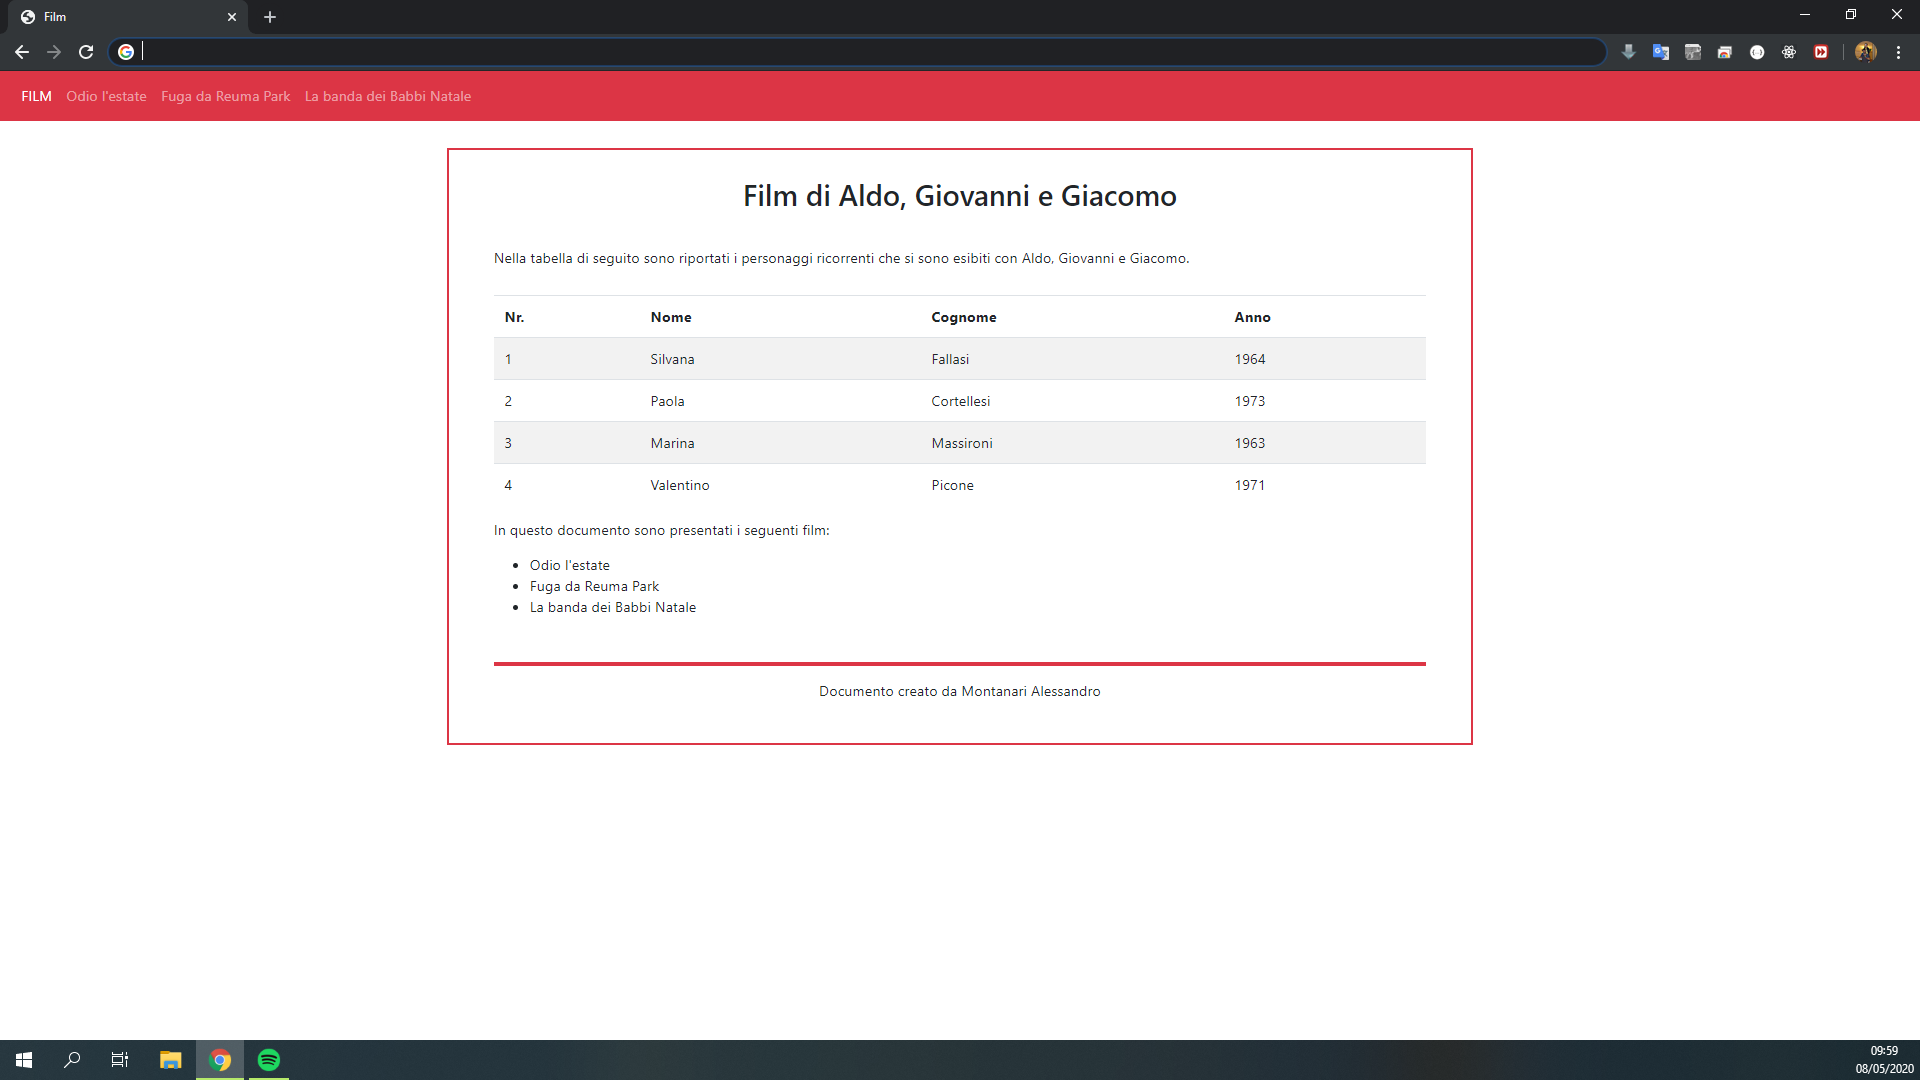 Film
FILM Odio l'estate Fuga da Reuma Park La banda dei Babbi Natale
Film di Aldo, Giovanni e Giacomo
Nella tabella di seguito sono riportati i personaggi ricorrenti che si sono esibiti con Aldo, Giovanni e Giacomo.
Nr. Nome Cognome Anno
1 Silvana Fallasi 1964
2 Paola Cortellesi 1973
3 Marina Massironi 1963
4 Valentino Picone 1971
In questo documento sono presentati i seguenti film:
Odio l'estate
Fuga da Reuma Park
La banda dei Babbi Natale
Documento creato da Montanari Alessandro
09:59
08/05/2020